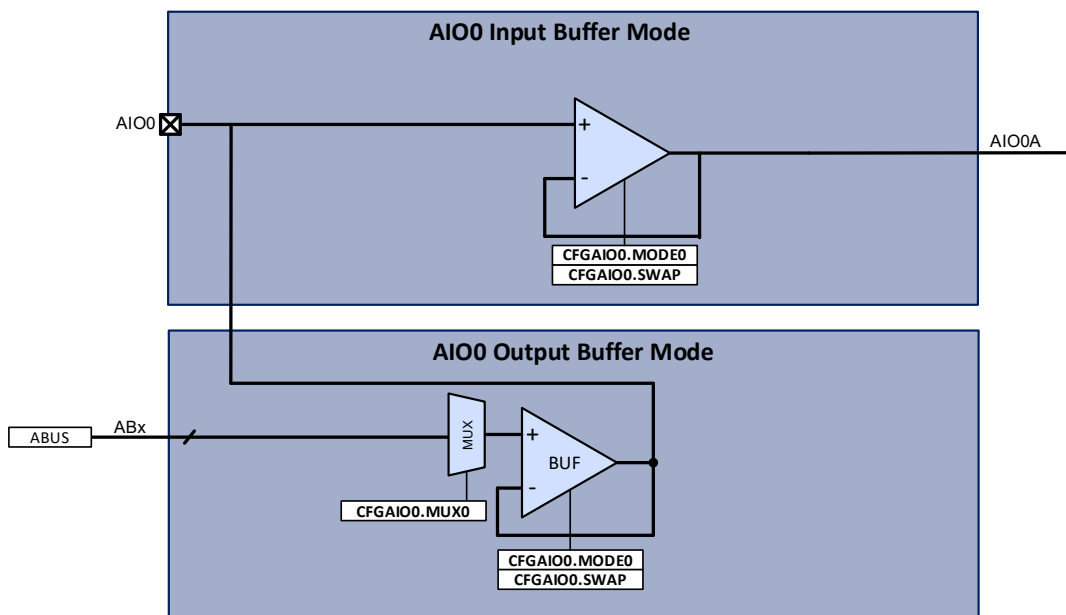 AIO0 Input Buffer Mode
AIO0
+
-
AIO0A
CFGAIO0.MODE0
CFGAIO0.SWAP
AIO0 Output Buffer Mode
ABUS
ABx
MUX
+
BUF
-
CFGAIO0.MUX0
CFGAIO0.MODE0
CFGAIO0.SWAP